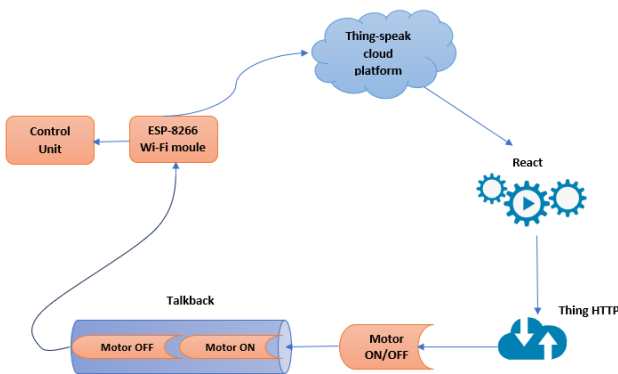 Thing-speak
cloud
platform
Control
Unit
ESP-8266
Wi-Fi moule
React
Thing HTTP
Talkback
Motor OFF
Motor ON
Motor
ON/OFF